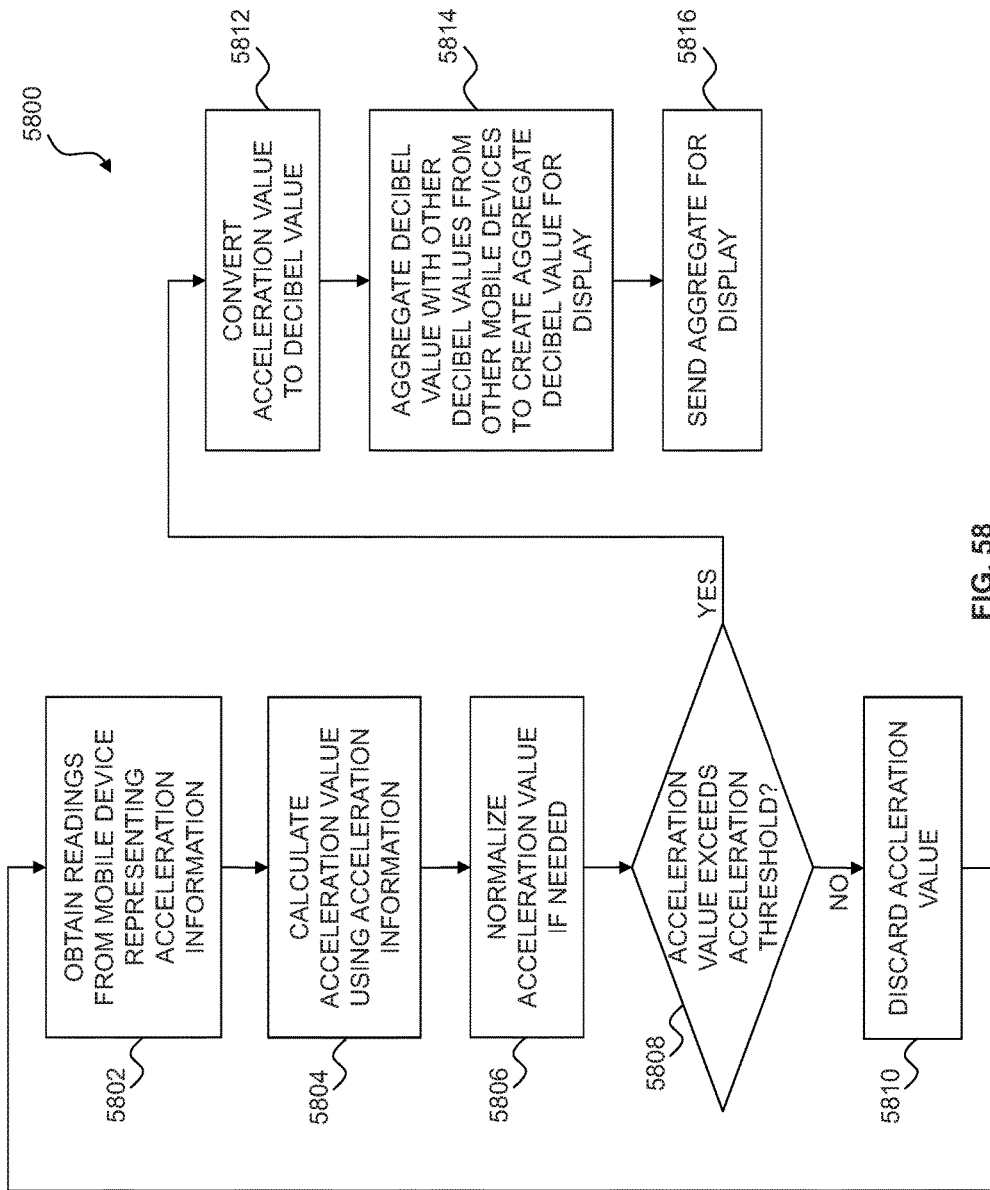 5800
OBTAIN READINGS
FROM MOBILE DEVICE
REPRESENTING
ACCELERATION
INFORMATION
5802
CALCULATE
ACCELERATION VALUE
USING ACCELERATION
INFORMATION
5804
NORMALIZE
ACCELERATION VALUE
IF NEEDED
5806
ACCELERATION
VALUE EXCEEDS
ACCELERATION
THRESHOLD?
5808
YES
NO
DISCARD ACCLERATION
VALUE
5810
CONVERT
ACCELERATION VALUE
TO DECIBEL VALUE
5812
AGGREGATE DECIBEL
VALUE WITH OTHER
DECIBEL VALUES FROM
OTHER MOBILE DEVICES
TO CREATE AGGREGATE
DECIBEL VALUE FOR
DISPLAY
5814
SEND AGGREGATE FOR
DISPLAY
5816
FIG. 58